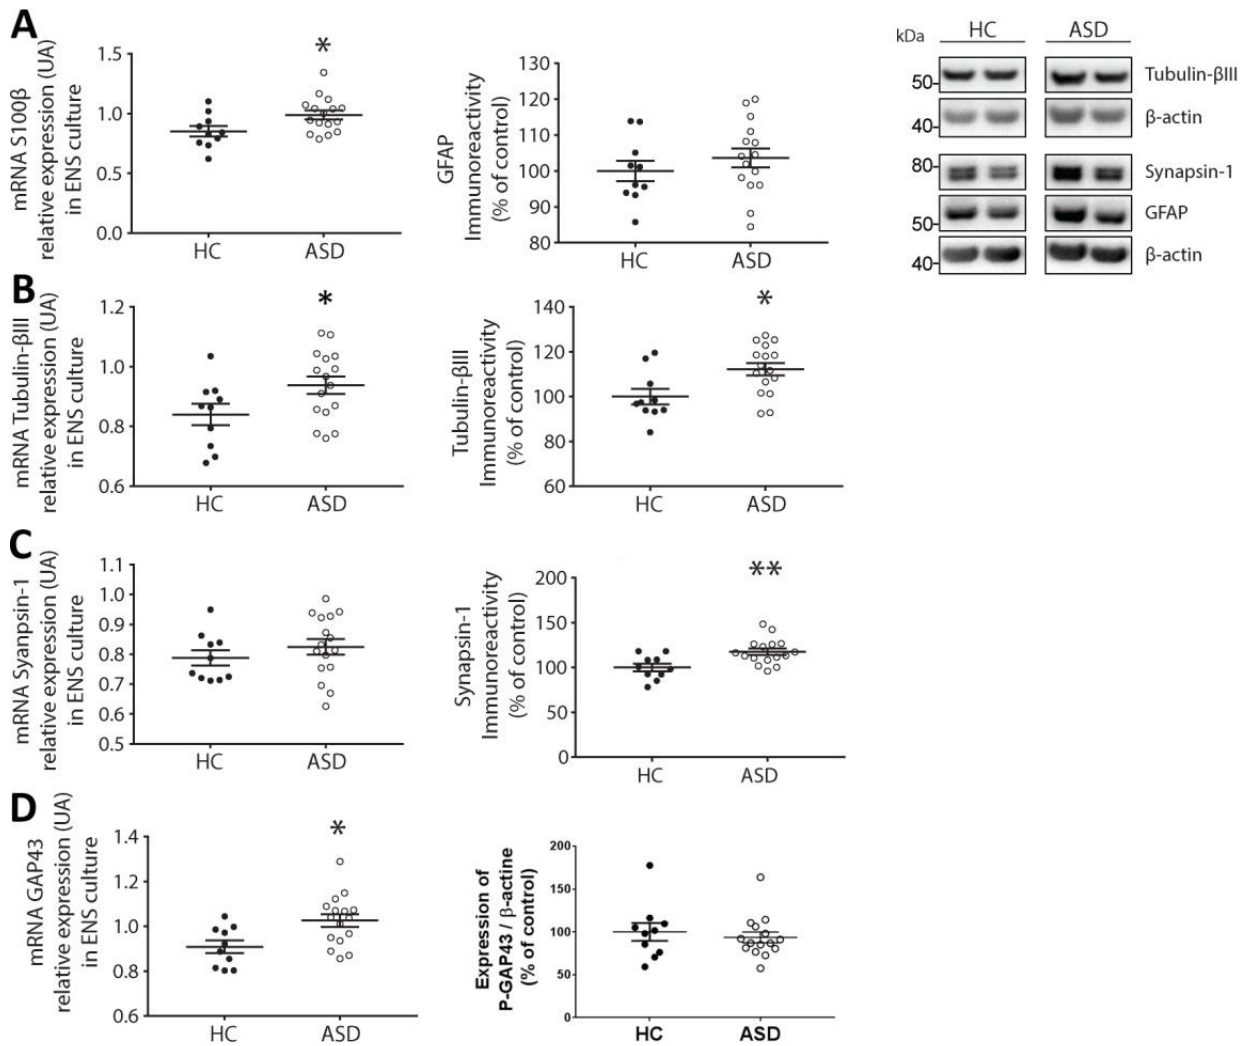 A
mRNA S100β
relative expression (UA)
in ENS culture
1.5
1.0
0.5
0.0
*
HC
ASD
GFAP
Immunoreactivity
(% of control)
130
120
110
100
90
80
HC
ASD
kDa
HC
ASD
50
Tubulin-βIII
40
β-actin
80
Synapsin-1
50
GFAP
40
β-actin
B
mRNA Tubulin-βIII
relative expression (UA)
in ENS culture
1.2
1.0
0.8
0.6
*
HC
ASD
Tubulin-βIII
Immunoreactivity
(% of control)
140
120
100
80
60
*
HC
ASD
C
mRNA Syanpsin-1
relative expression (UA)
in ENS culture
1.1
1.0
0.9
0.8
0.7
0.6
0.5
HC
ASD
Synapsin-1
Immunoreactivity
(% of control)
200
150
100
50
0
**
HC
ASD
D
mRNA GAP43
relative expression (UA)
in ENS culture
1.4
1.2
1.0
0.8
0.6
*
HC
ASD
Expression of
P-GAP43 / β-actine
(% of control)
200
150
100
50
0
HC
ASD